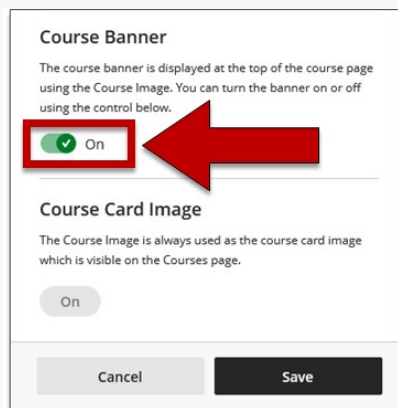 Course Banner
The course banner is displayed at the top of the course page
using the Course Image. You can turn the banner on or off
using the control below.
On
Course Card Image
The Course Image is always used as the course card image
which is visible on the Courses page.
On
Cancel Save